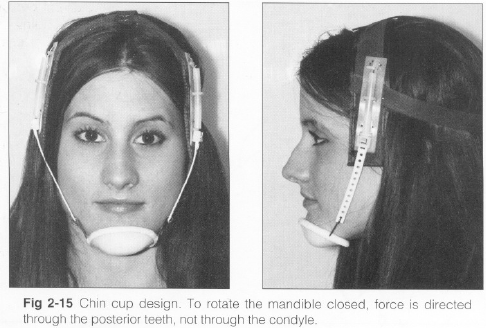 Fig 2-15 Chin cup design. To rotate the mandible closed, force is directed
through the posterior teeth, not through the condyle.